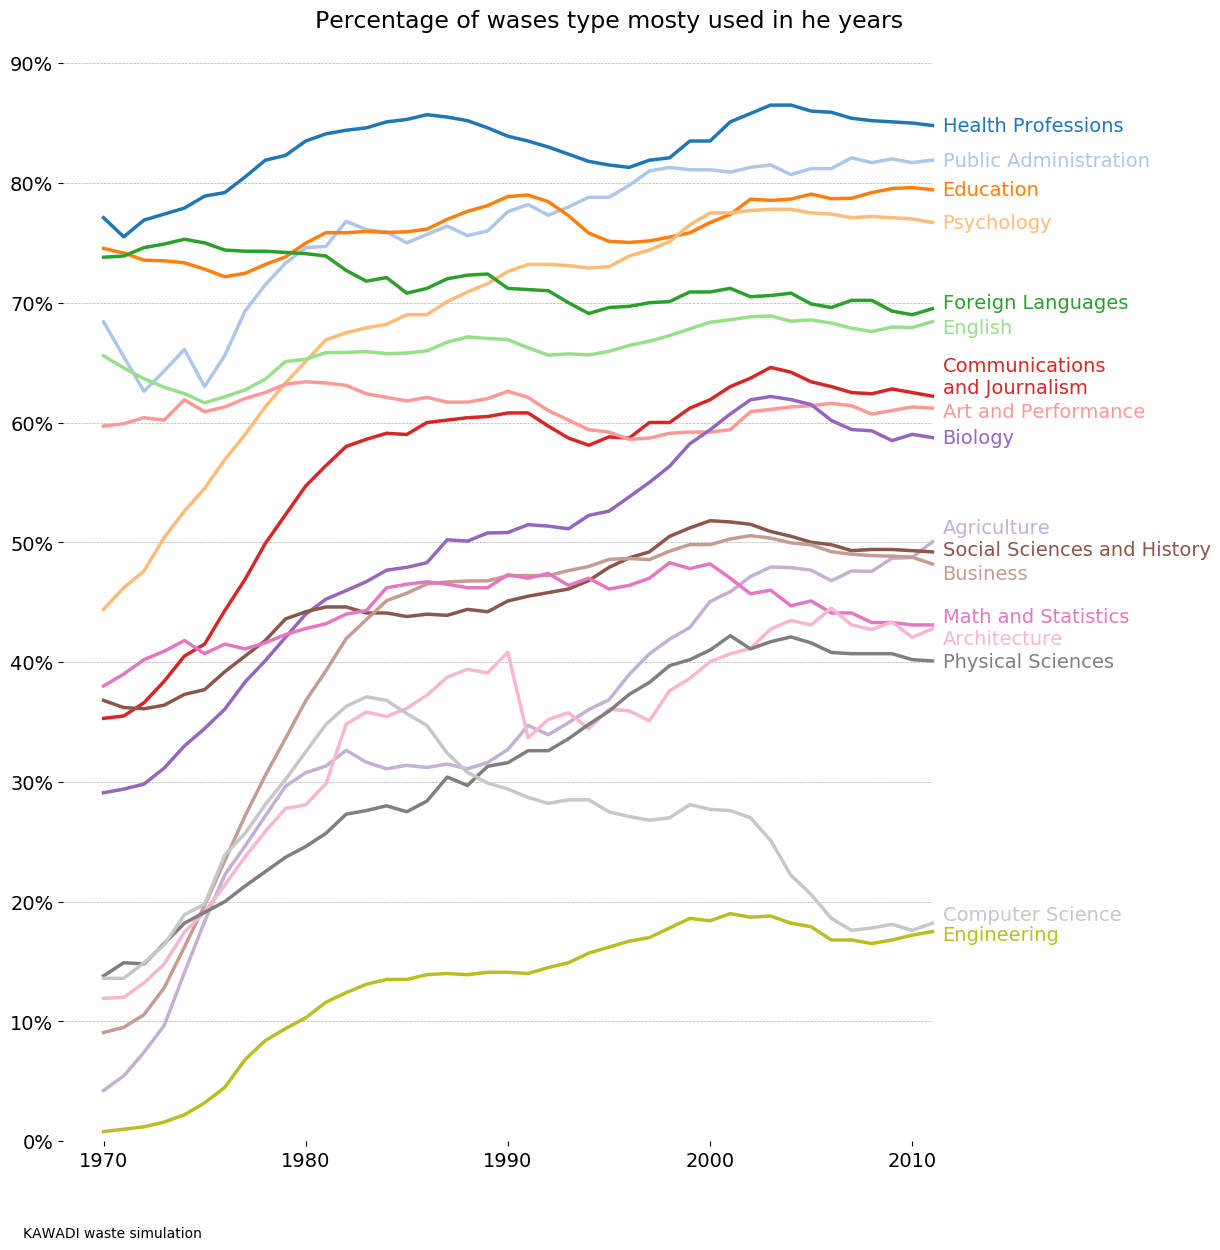 Percentage of wases type mosty used in he years
90%
80%
70%
60%
50%
40%
30%
20%
10%
0%
Health Professions
Public Administration
Education
Psychology
Foreign Languages
English
Communications
and Journalism
Art and Performance
Biology
Agriculture
Social Sciences and History
Business
Math and Statistics
Architecture
Physical Sciences
Computer Science
Engineering
1970 1980 1990 2000 2010
KAWADI waste simulation